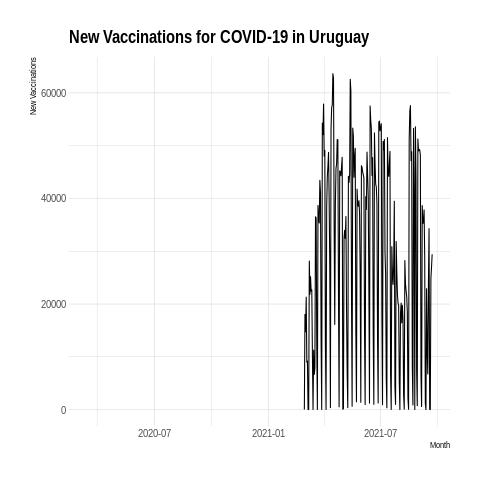 New Vaccinations for COVID-19 in Uruguay
New Vaccinations
60000
40000
20000
0
2020-07
2021-01
2021-07
Month